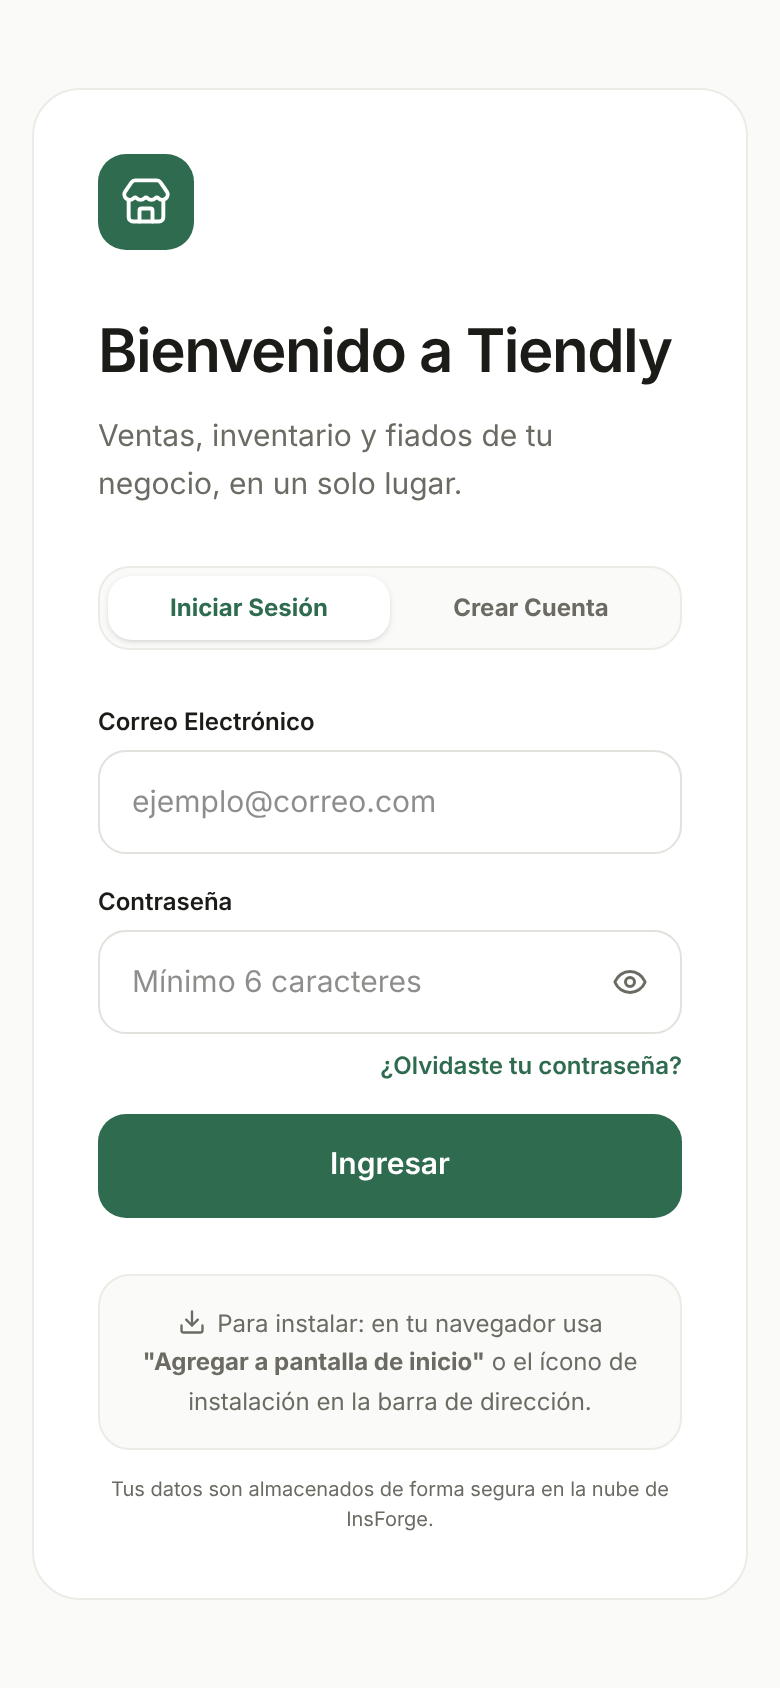 Bienvenido a Tiendly
Ventas, inventario y fiados de tu
negocio, en un solo lugar.
Iniciar Sesión
Crear Cuenta
Correo Electrónico
ejemplo@correo.com
Contraseña
Mínimo 6 caracteres
¿Olvidaste tu contraseña?
Ingresar
Para instalar: en tu navegador usa
"Agregar a pantalla de inicio" o el ícono de
instalación en la barra de dirección.
Tus datos son almacenados de forma segura en la nube de
InsForge.